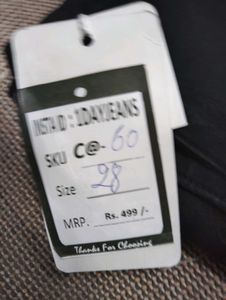 INSTA ID : 1DAYJEANS
SKU C@- 60
Size 28
MRP. Rs. 499 /-
Thanks For Choosing